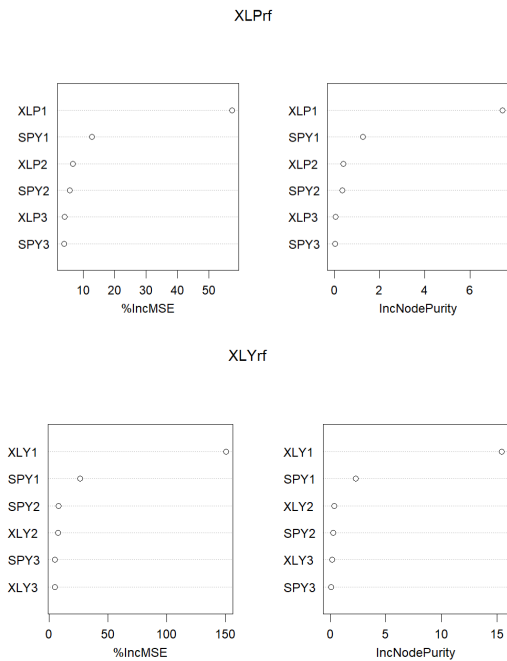 XLPrf
XLP1
SPY1
XLP2
SPY2
XLP3
SPY3
10 20 30 40 50
%IncMSE
XLP1
SPY1
XLP2
SPY2
XLP3
SPY3
0 2 4 6
IncNodePurity
XLYrf
XLY1
SPY1
SPY2
XLY2
SPY3
XLY3
0 50 100 150
%IncMSE
XLY1
SPY1
XLY2
SPY2
XLY3
SPY3
0 5 10 15
IncNodePurity